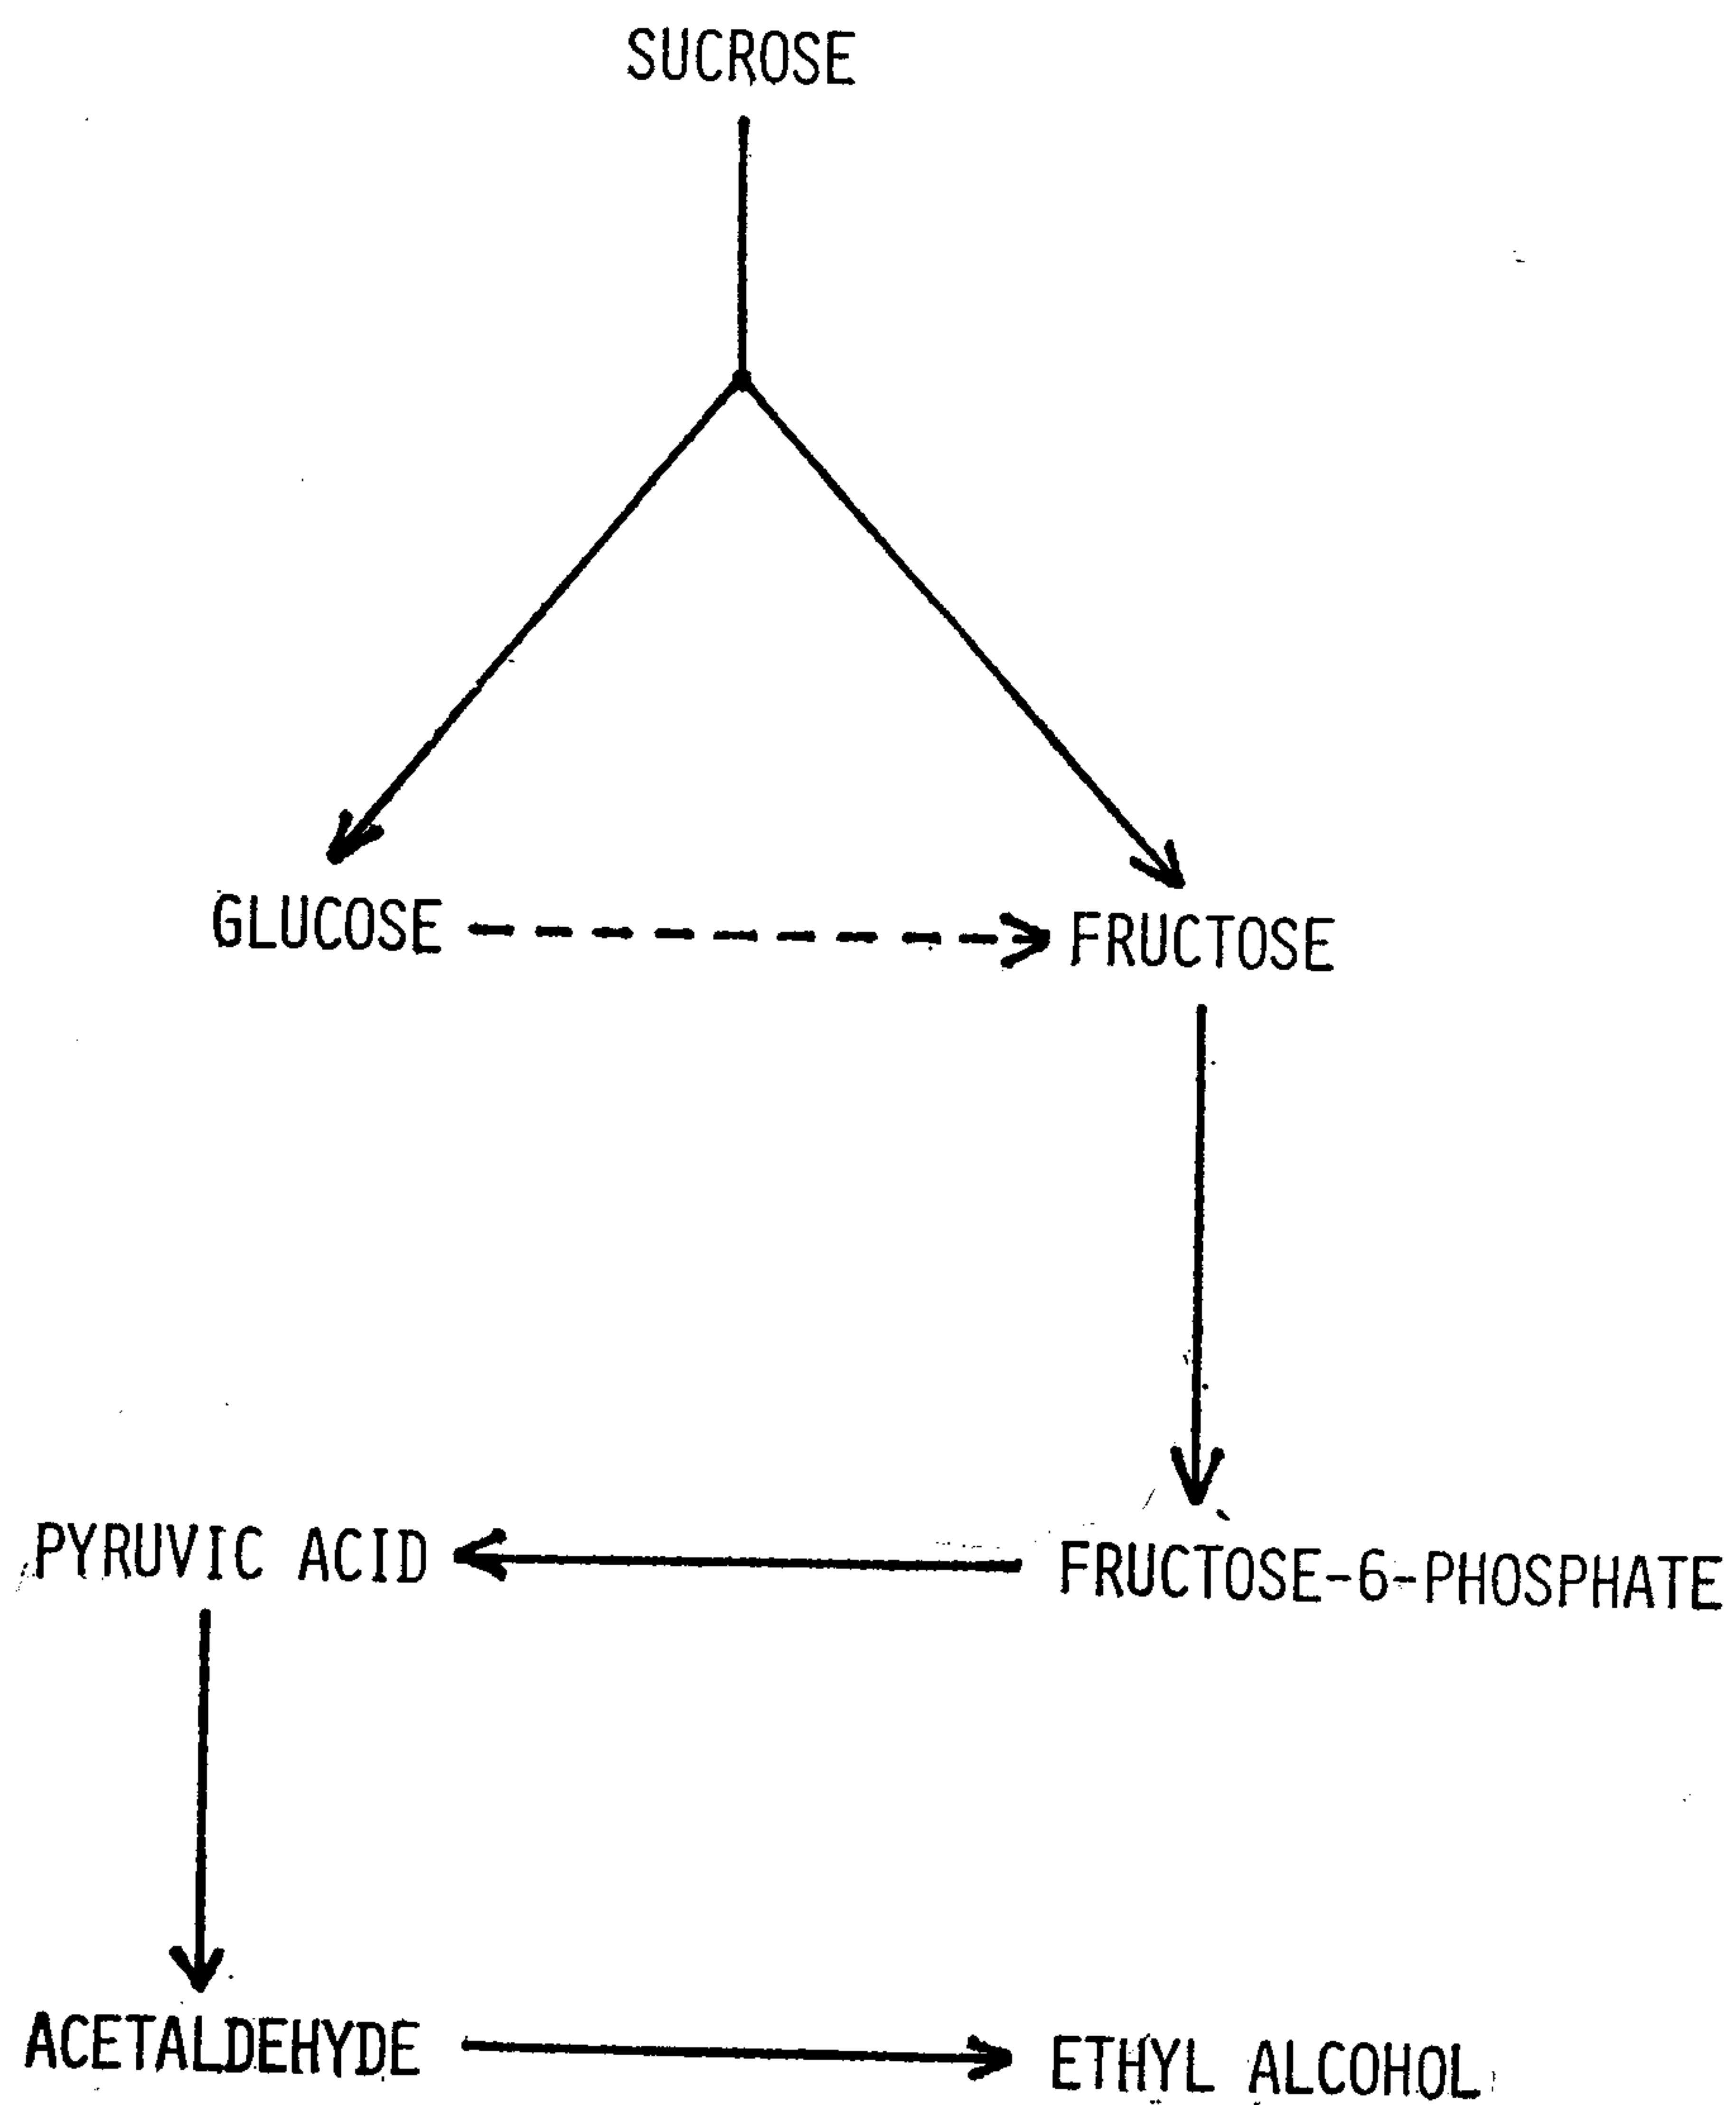 SUCROSE
GLUCOSE
FRUCTOSE
PYRUVIC ACID
FRUCTOSE-6-PHOSPHATE
ACETALDEHYDE
ETHYL ALCOHOL